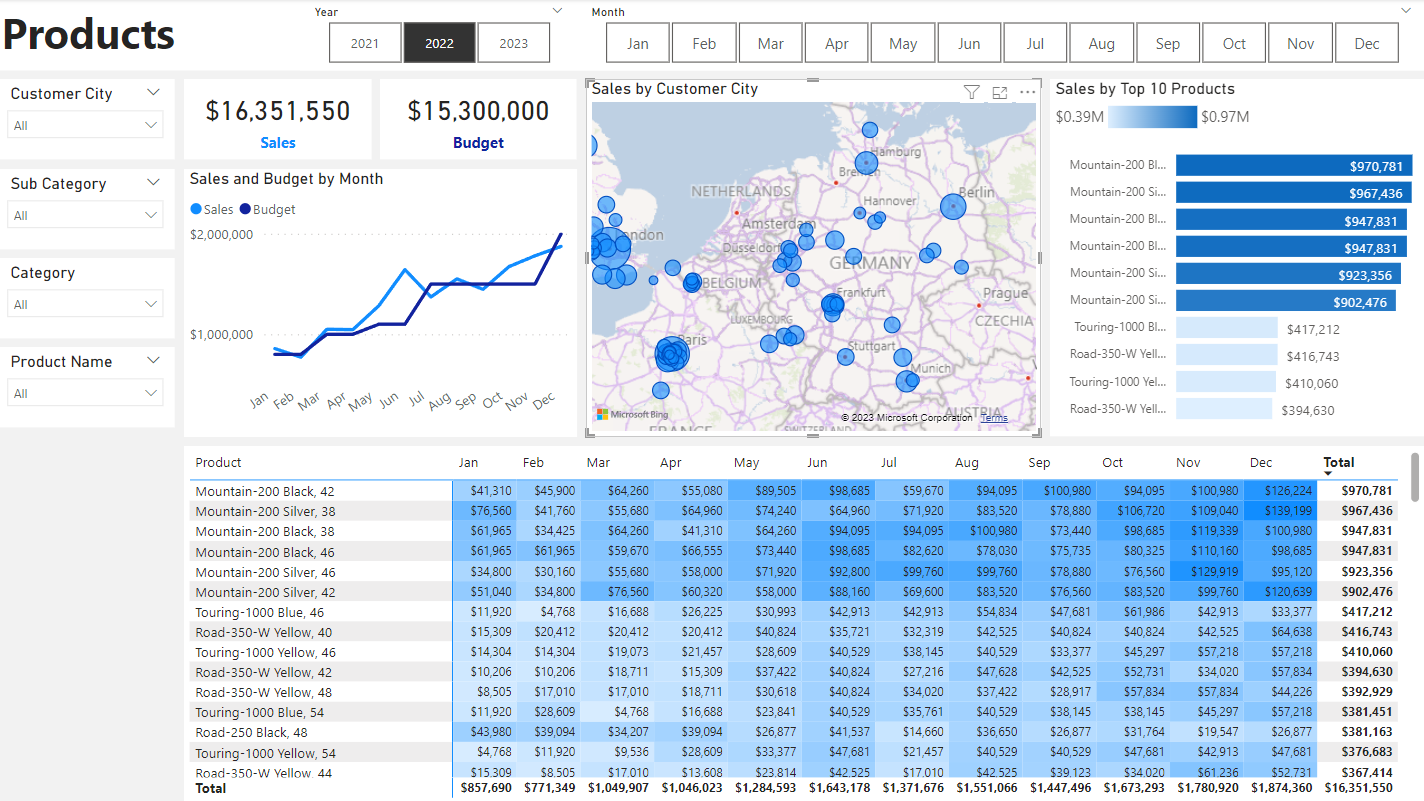 Products
Year
2021 2022 2023
Month
Jan Feb Mar Apr May Jun Jul Aug Sep Oct Nov Dec
Customer City
All
Sub Category
All
Category
All
Product Name
All
$16,351,550
Sales
$15,300,000
Budget
Sales and Budget by Month
Sales Budget
$2,000,000
$1,000,000
Jan Feb Mar Apr May Jun Jul Aug Sep Oct Nov Dec
Sales by Customer City
Hamburg
Bremen
NETHERLANDS
Berlin
Hannover
Amsterdam
ondon
Düsseldorf
GERMANY
BELGIUM
Frankfurt
Prague
LUXEMBOURG
CZECHIA
Paris
Stuttgart
Munich
Microsoft Bing
© 2023 Microsoft Corporation Terms
AUSTRIA
FRANCE
SWITZERLAND
Sales by Top 10 Products
$0.39M $0.97M
Mountain-200 Bl... $970,781
Mountain-200 Si... $967,436
Mountain-200 Bl... $947,831
Mountain-200 Bl... $947,831
Mountain-200 Si... $923,356
Mountain-200 Si... $902,476
Touring-1000 Bl... $417,212
Road-350-W Yell... $416,743
Touring-1000 Yel... $410,060
Road-350-W Yell... $394,630
Product Jan Feb Mar Apr May Jun Jul Aug Sep Oct Nov Dec Total
Mountain-200 Black, 42 $41,310 $45,900 $64,260 $55,080 $89,505 $98,685 $59,670 $94,095 $100,980 $94,095 $100,980 $126,224 $970,781
Mountain-200 Silver, 38 $76,560 $41,760 $55,680 $64,960 $74,240 $64,960 $71,920 $83,520 $78,880 $106,720 $109,040 $139,199 $967,436
Mountain-200 Black, 38 $61,965 $34,425 $64,260 $41,310 $64,260 $94,095 $94,095 $100,980 $73,440 $98,685 $119,339 $100,980 $947,831
Mountain-200 Black, 46 $61,965 $61,965 $59,670 $66,555 $73,440 $98,685 $82,620 $78,030 $75,735 $80,325 $110,160 $98,685 $947,831
Mountain-200 Silver, 46 $34,800 $30,160 $55,680 $58,000 $71,920 $92,800 $99,760 $99,760 $78,880 $76,560 $129,919 $95,120 $923,356
Mountain-200 Silver, 42 $51,040 $34,800 $76,560 $60,320 $58,000 $88,160 $69,600 $83,520 $76,560 $83,520 $99,760 $120,639 $902,476
Touring-1000 Blue, 46 $11,920 $4,768 $16,688 $26,225 $30,993 $42,913 $42,913 $54,834 $47,681 $61,986 $42,913 $33,377 $417,212
Road-350-W Yellow, 40 $15,309 $20,412 $20,412 $20,412 $40,824 $35,721 $32,319 $42,525 $40,824 $40,824 $42,525 $64,638 $416,743
Touring-1000 Yellow, 46 $14,304 $14,304 $19,073 $21,457 $28,609 $40,529 $38,145 $40,529 $33,377 $45,297 $57,218 $57,218 $410,060
Road-350-W Yellow, 42 $10,206 $10,206 $18,711 $15,309 $37,422 $40,824 $27,216 $47,628 $42,525 $52,731 $34,020 $57,834 $394,630
Road-350-W Yellow, 48 $8,505 $17,010 $17,010 $18,711 $30,618 $40,824 $34,020 $37,422 $28,917 $57,834 $57,834 $44,226 $392,929
Touring-1000 Blue, 54 $11,920 $28,609 $4,768 $16,688 $23,841 $40,529 $35,761 $40,529 $38,145 $38,145 $45,297 $57,218 $381,451
Road-250 Black, 48 $43,980 $39,094 $34,207 $39,094 $26,877 $41,537 $14,660 $36,650 $26,877 $31,764 $19,547 $26,877 $381,163
Touring-1000 Yellow, 54 $4,768 $11,920 $9,536 $28,609 $33,377 $47,681 $21,457 $40,529 $40,529 $47,681 $42,913 $47,681 $376,683
Road-350-W Yellow, 44 $15,309 $8,505 $17,010 $13,608 $23,814 $42,525 $17,010 $42,525 $39,123 $34,020 $61,236 $52,731 $367,414
Total $857,690 $771,349 $1,049,907 $1,046,023 $1,284,593 $1,643,178 $1,371,676 $1,551,066 $1,447,496 $1,673,293 $1,780,920 $1,874,360 $16,351,550